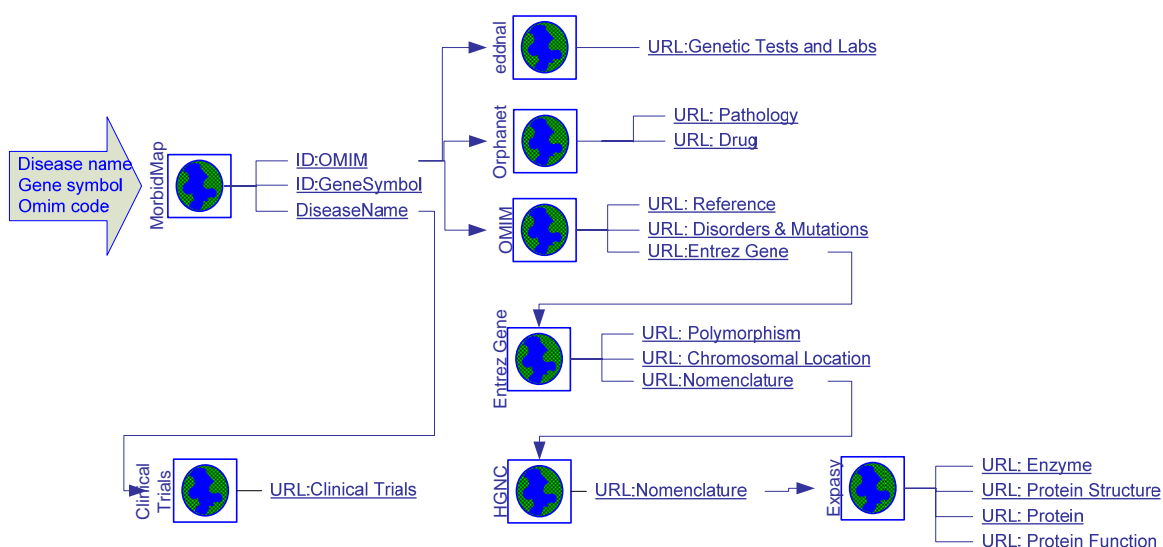 Disease name
Gene symbol
Omim code
MorbidMap
ID:OMIM
ID:GeneSymbol
DiseaseName
eddnal
URL:Genetic Tests and Labs
Orphanet
URL: Pathology
URL: Drug
OMIM
URL: Reference
URL: Disorders & Mutations
URL:Entrez Gene
Entrez Gene
URL: Polymorphism
URL: Chromosomal Location
URL:Nomenclature
Clinical
Trials
URL:Clinical Trials
HGNC
URL:Nomenclature
Expasy
URL: Enzyme
URL: Protein Structure
URL: Protein
URL: Protein Function